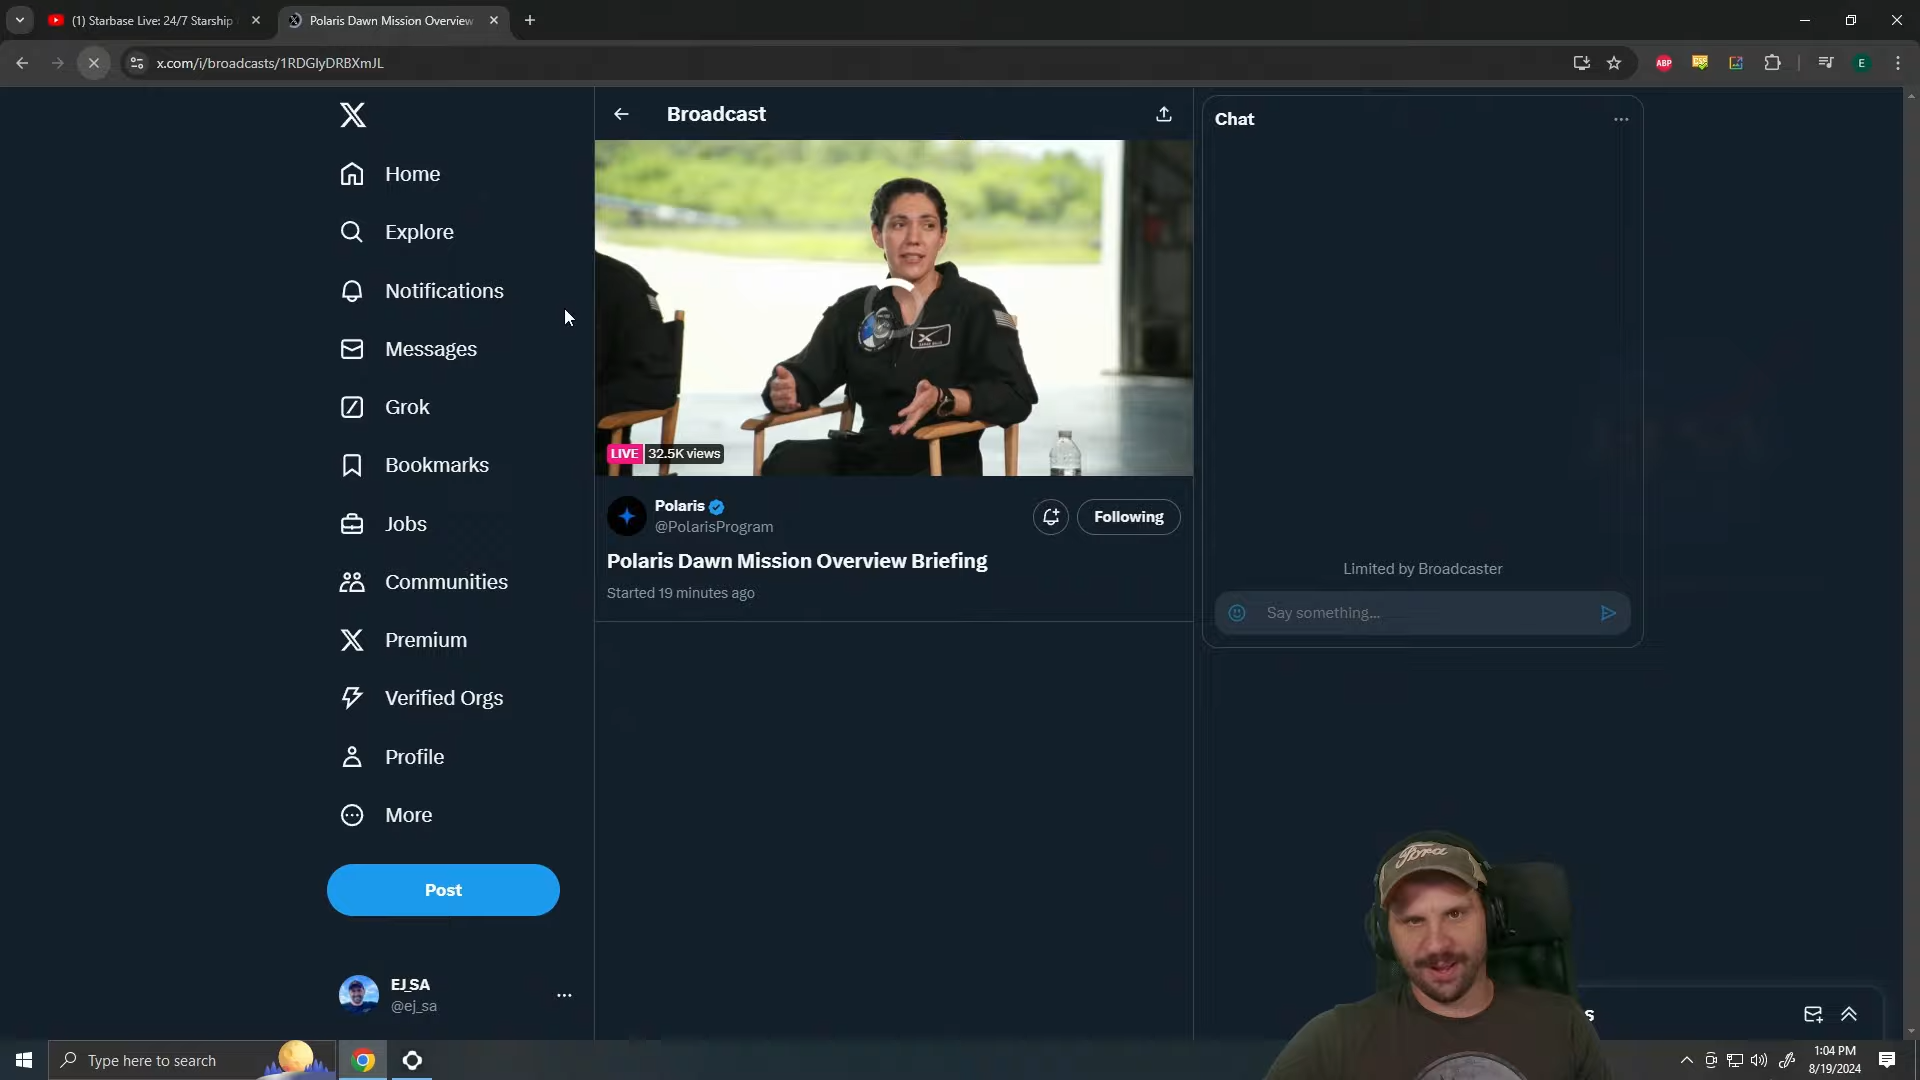 (1) Starbase Live: 24/7 Starship
Polaris Dawn Mission Overview
x.com/i/broadcasts/1RDGlyDRBXmJL
ABP
E
Home
Explore
Notifications
Messages
Grok
Bookmarks
Jobs
Communities
Premium
Verified Orgs
Profile
More
Post
EJ_SA
@ej_sa
Broadcast
LIVE 32.5K views
Polaris
@PolarisProgram
Following
Polaris Dawn Mission Overview Briefing
Started 19 minutes ago
Chat
Limited by Broadcaster
Say something...
Ford
s
Type here to search
1:04 PM
8/19/2024